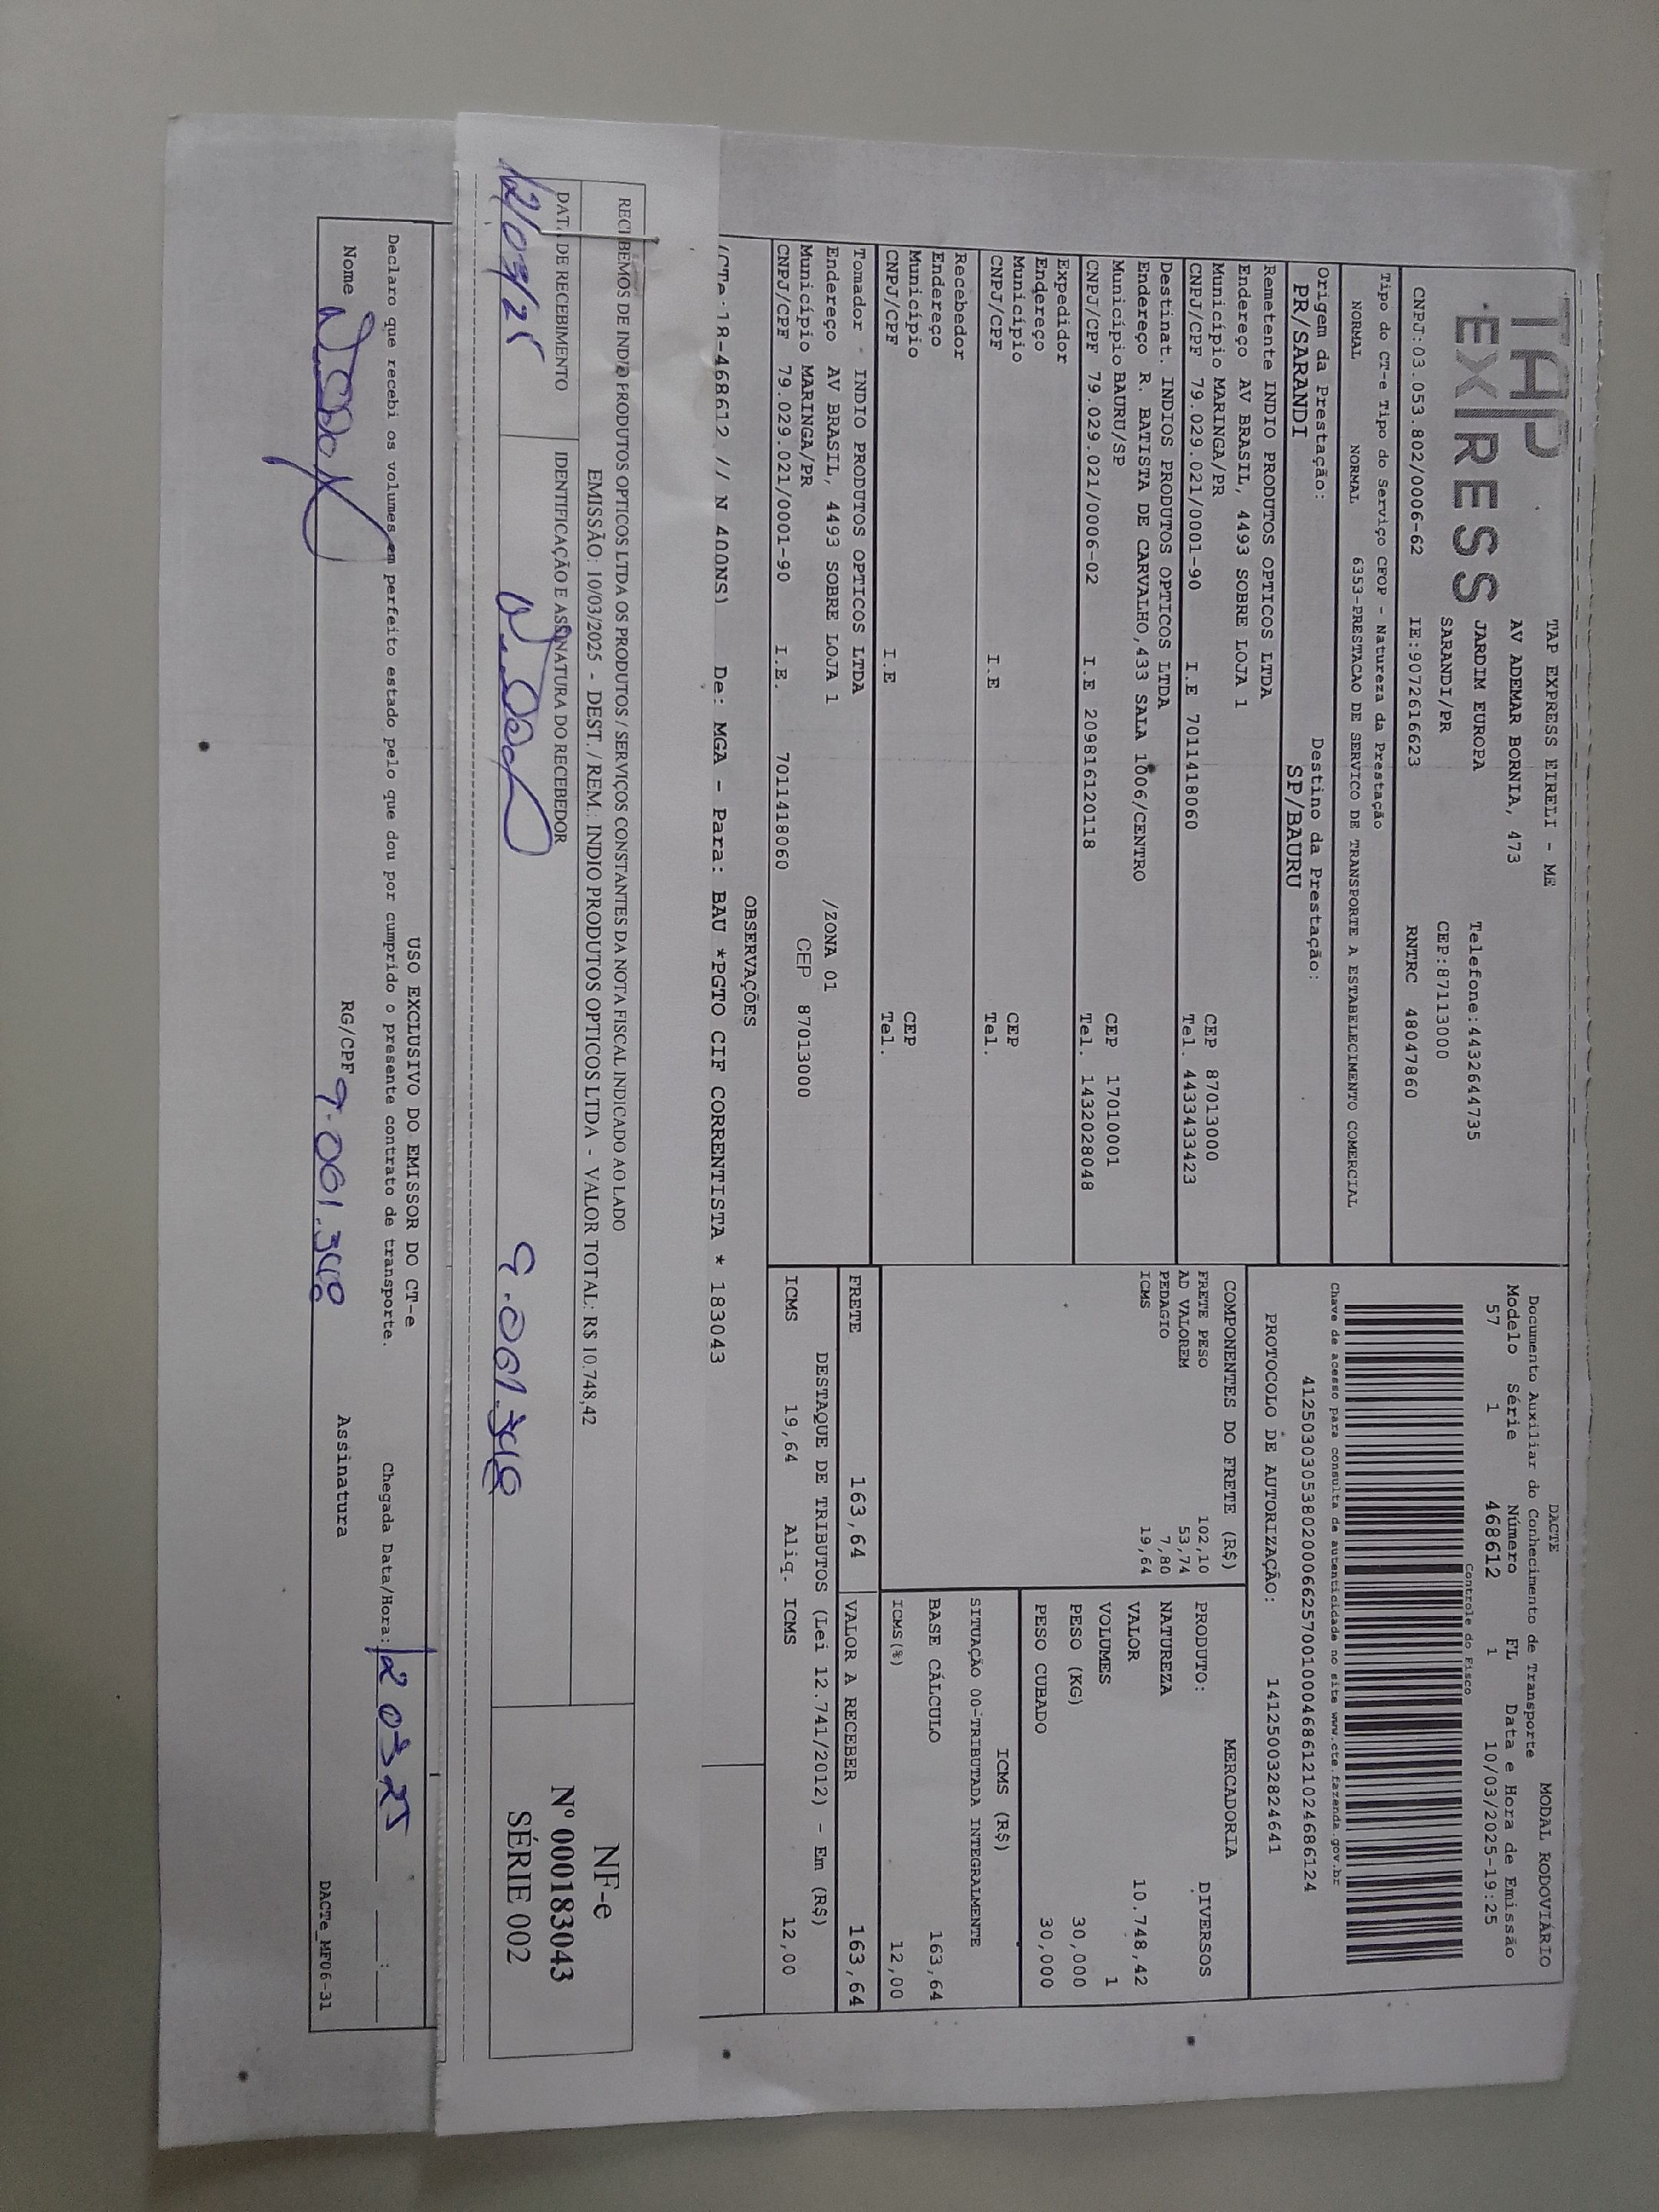 TAP
EXPRESS
TAP EXPRESS EIRELI - ME
AV ADEMAR BORNIA, 473
JARDIM EUROPA
Telefone:4432644735
SARANDI/PR
CEP:87113000
CNPJ:03.053.802/0006-62
IE:9072616623
RNTRC 48047860
DACTE
MODAL RODOVIÁRIO
Documento Auxiliar do Conhecimento de Transporte
Modelo Série Número FL Data e Hora de Emissão
57 1 468612 1 10/03/2025-19:25
Controle do Fisco
Chave de acesso para consulta de autenticidade no site www.cte.fazenda.gov.br
41250303053802000662570010004686121024686124
PROTOCOLO DE AUTORIZAÇÃO: 141250032824641
Tipo do CT-e Tipo do Serviço CFOP - Natureza da Prestação
NORMAL NORMAL 6353-PRESTACAO DE SERVICO DE TRANSPORTE A ESTABELECIMENTO COMERCIAL
Origem da Prestação: Destino da Prestação:
PR/SARANDI SP/BAURU
Remetente INDIO PRODUTOS OPTICOS LTDA
Endereço AV BRASIL, 4493 SOBRE LOJA 1
Município MARINGA/PR CEP 87013000
CNPJ/CPF 79.029.021/0001-90 I.E 7011418060 Tel. 443343423
Destinat. INDIOS PRODUTOS OPTICOS LTDA
Endereço R. BATISTA DE CARVALHO,433 SALA 1006/CENTRO
Município BAURU/SP CEP 17010001
CNPJ/CPF 79.029.021/0006-02 I.E 209816120118 Tel. 1432028048
Expedidor
Endereço
Município CEP
CNPJ/CPF I.E Tel.
Recebedor
Endereço
Município CEP
CNPJ/CPF I.E Tel.
Tomador INDIO PRODUTOS OPTICOS LTDA
Endereço AV BRASIL, 4493 SOBRE LOJA 1 /ZONA 01
Município MARINGA/PR CEP 87013000
CNPJ/CPF 79.029.021/0001-90 I.E. 7011418060
COMPONENTES DO FRETE (R$)
FRETE PESO 102,10
AD VALOREM 53,74
PEDAGIO 7,80
ICMS 19,64
MERCADORIA
PRODUTO: DIVERSOS
NATUREZA
VALOR 10.748,42
VOLUMES 1
PESO (KG) 30,000
PESO CUBADO 30,000
ICMS (R$)
SITUAÇÃO 00-TRIBUTADA INTEGRALMENTE
BASE CÁLCULO 163,64
ICMS(%) 12,00
FRETE 163,64 VALOR A RECEBER 163,64
DESTAQUE DE TRIBUTOS (Lei 12.741/2012) - Em (R$)
ICMS 19,64 Aliq. ICMS 12,00
OBSERVAÇÕES
(CTe:18-468612 // N 400NS) De: MGA - Para: BAU *PGTO CIF CORRENTISTA * 183043
RECEBEMOS DE INDIO PRODUTOS OPTICOS LTDA OS PRODUTOS / SERVIÇOS CONSTANTES DA NOTA FISCAL INDICADO AO LADO
EMISSÃO: 10/03/2025 - DEST. / REM.: INDIO PRODUTOS OPTICOS LTDA - VALOR TOTAL: R$ 10.748,42
DATA DE RECEBIMENTO IDENTIFICAÇÃO E ASSINATURA DO RECEBEDOR
12/03/25 9.061.348
NF-e
Nº 000183043
SÉRIE 002
USO EXCLUSIVO DO EMISSOR DO CT-e
Declaro que recebi os volumes em perfeito estado pelo que dou por cumprido o presente contrato de transporte. Chegada Data/Hora: 12 03 25
Nome RG/CPF 9.061.348 Assinatura
DACTe_MF06-31